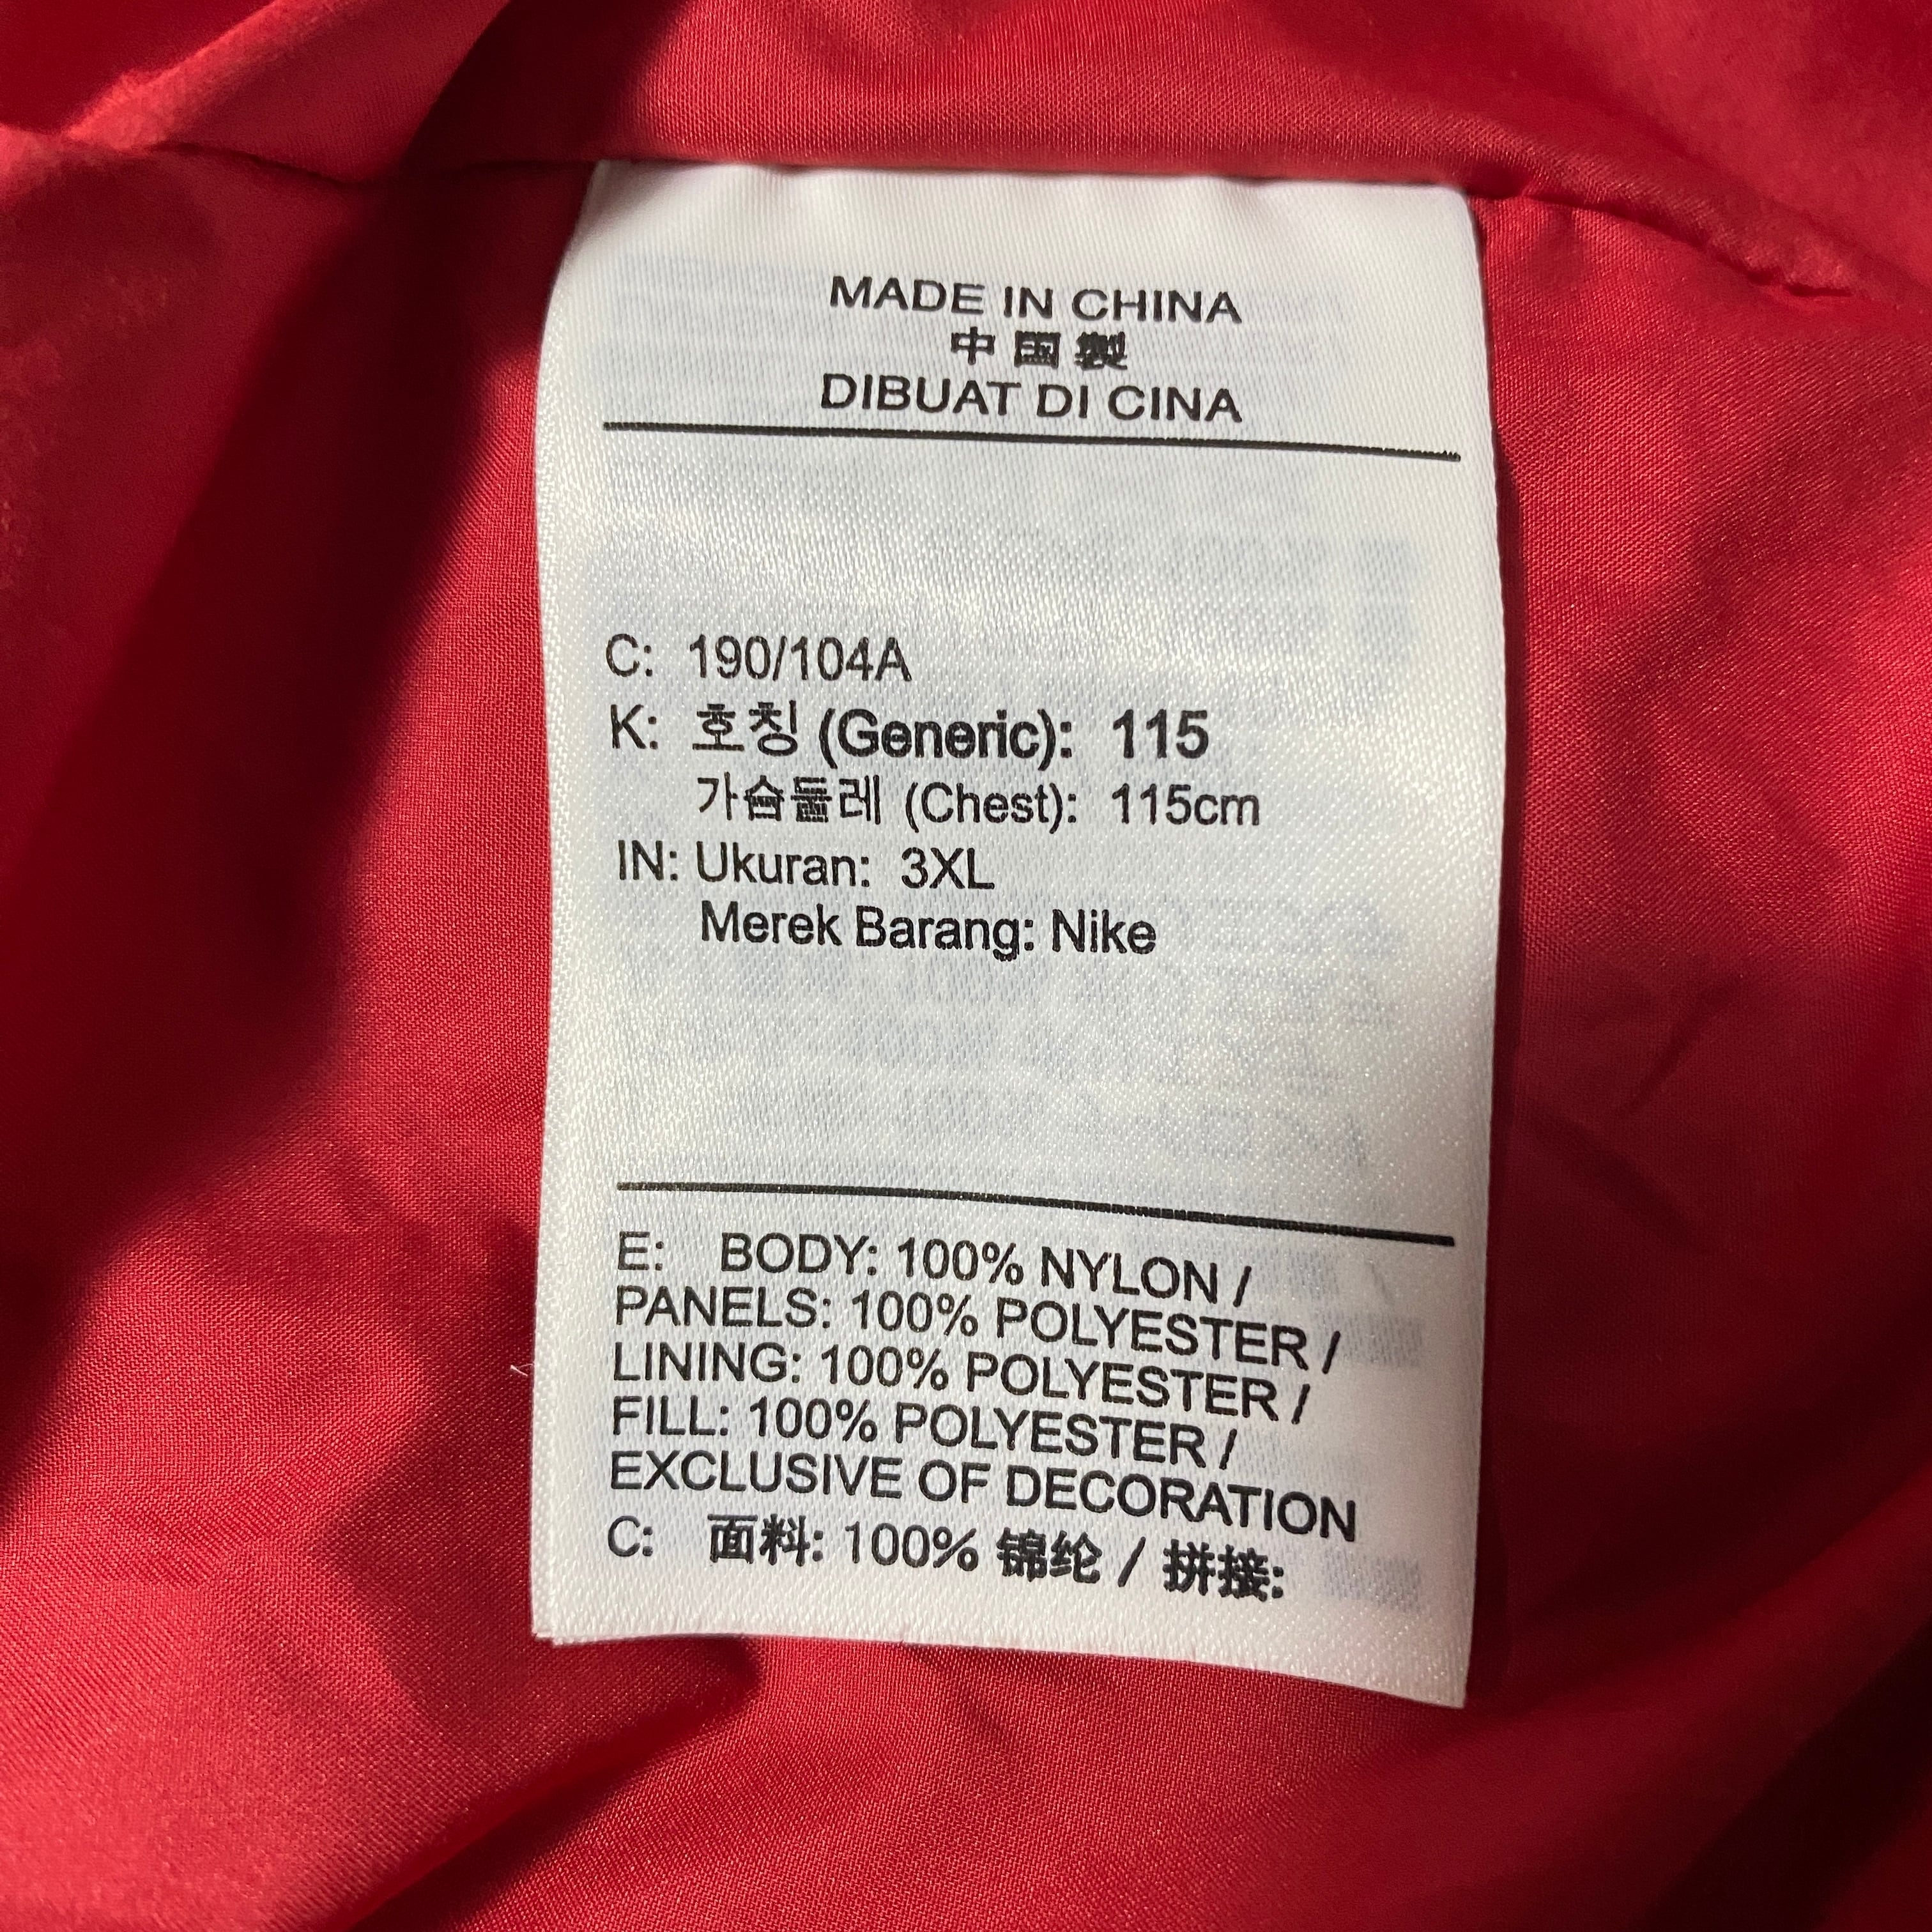 MADE IN CHINA
中国製
DIBUAT DI CINA
C: 190/104A
K: 호칭 (Generic): 115
가슴둘레 (Chest): 115cm
IN: Ukuran: 3XL
Merek Barang: Nike
E: BODY: 100% NYLON /
PANELS: 100% POLYESTER /
LINING: 100% POLYESTER /
FILL: 100% POLYESTER /
EXCLUSIVE OF DECORATION
C: 面料: 100% 锦纶 / 拼接: